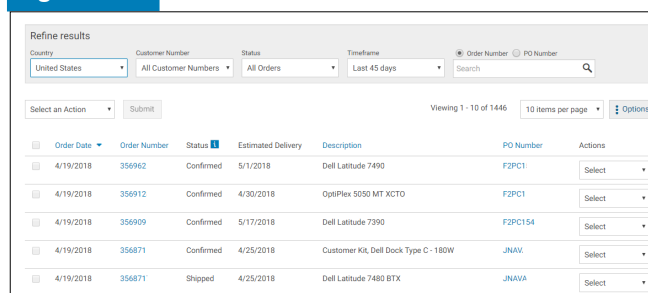 Refine results
Country Customer Number Status Timeframe Order Number PO Number
United States All Customer Numbers All Orders Last 45 days Search
Select an Action Submit Viewing 1 - 10 of 1446 10 items per page Options
Order Date Order Number Status i Estimated Delivery Description PO Number Actions
4/19/2018 356962 Confirmed 5/1/2018 Dell Latitude 7490 F2PC1 Select
4/19/2018 356912 Confirmed 4/30/2018 OptiPlex 5050 MT XCTO F2PC1 Select
4/19/2018 356909 Confirmed 5/17/2018 Dell Latitude 7390 F2PC154 Select
4/19/2018 356871 Confirmed 4/25/2018 Customer Kit, Dell Dock Type C - 180W JNAV Select
4/19/2018 356871 Shipped 4/25/2018 Dell Latitude 7480 BTX JNAVA Select